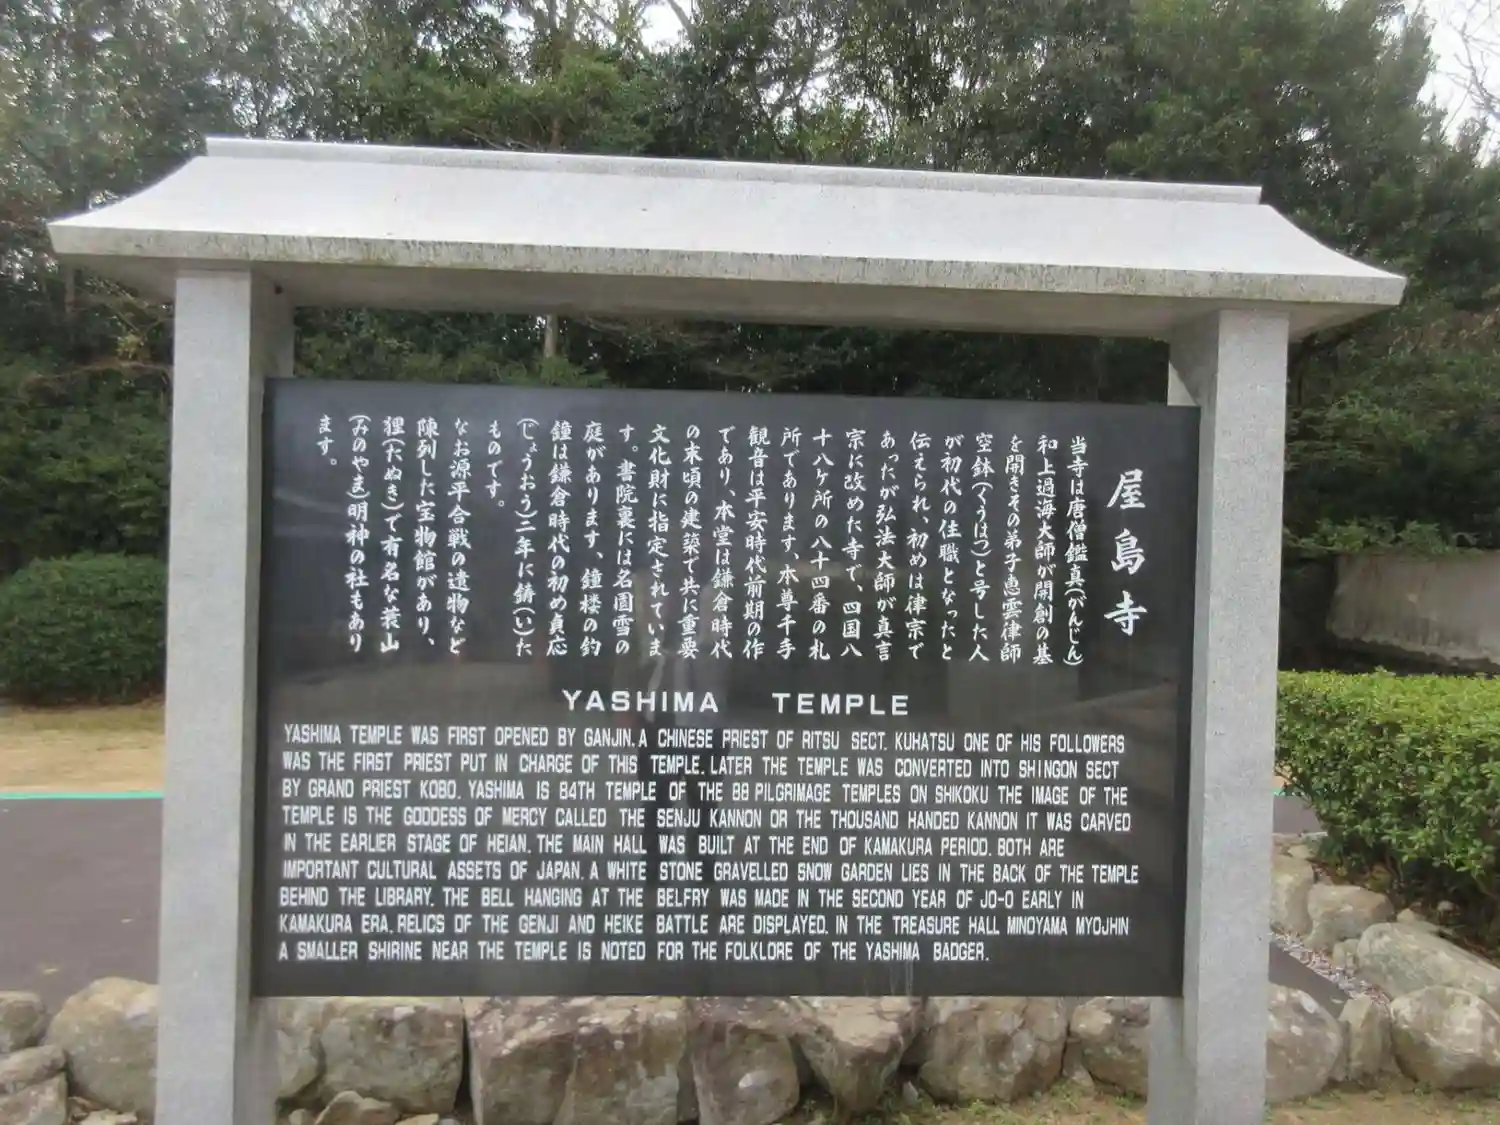 屋島寺
当寺は唐僧鑑真(がんじん)
和上過海大師が開創の基
を開きその弟子恵雲律師
空鉢(くうはつ)と号した人
が初代の住職となったと
伝えられ、初めは律宗で
あったが弘法大師が真言
宗に改めた寺で、四国八
十八ケ所の八十四番の札
所であります、本尊千手
観音は平安時代前期の作
であり、本堂は鎌倉時代
の末頃の建築で共に重要
文化財に指定されていま
す。書院裏には名園雪の
庭があります、鐘楼の釣
鐘は鎌倉時代の初め貞応
(じょうおう)二年に鋳(い)た
ものです。
なお源平合戦の遺物など
陳列した宝物館があり、
狸(たぬき)で有名な蓑山
(みのやま)明神の社もあり
ます。
YASHIMA TEMPLE
YASHIMA TEMPLE WAS FIRST OPENED BY GANJIN. A CHINESE PRIEST OF RITSU SECT. KUHATSU ONE OF HIS FOLLOWERS
WAS THE FIRST PRIEST PUT IN CHARGE OF THIS TEMPLE. LATER THE TEMPLE WAS CONVERTED INTO SHINGON SECT
BY GRAND PRIEST KOBO. YASHIMA IS 84TH TEMPLE OF THE 88 PILGRIMAGE TEMPLES ON SHIKOKU THE IMAGE OF THE
TEMPLE IS THE GODDESS OF MERCY CALLED THE SENJU KANNON OR THE THOUSAND HANDED KANNON IT WAS CARVED
IN THE EARLIER STAGE OF HEIAN. THE MAIN HALL WAS BUILT AT THE END OF KAMAKURA PERIOD. BOTH ARE
IMPORTANT CULTURAL ASSETS OF JAPAN. A WHITE STONE GRAVELLED SNOW GARDEN LIES IN THE BACK OF THE TEMPLE
BEHIND THE LIBRARY. THE BELL HANGING AT THE BELFRY WAS MADE IN THE SECOND YEAR OF JO-O EARLY IN
KAMAKURA ERA. RELICS OF THE GENJI AND HEIKE BATTLE ARE DISPLAYED. IN THE TREASURE HALL MINOYAMA MYOJHIN
A SMALLER SHIRINE NEAR THE TEMPLE IS NOTED FOR THE FOLKLORE OF THE YASHIMA BADGER.